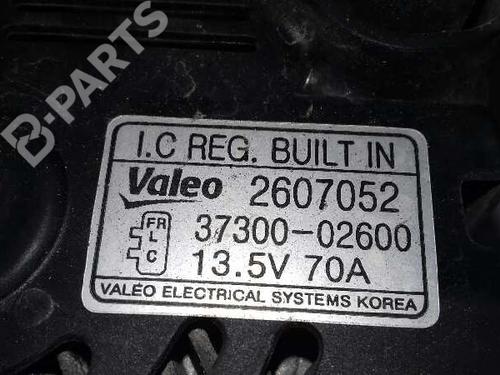 B-PARTS
I.C REG. BUILT IN
Valeo 2607052
FR
L
C
37300-02600
13.5V 70A
VALEO ELECTRICAL SYSTEMS KOREA